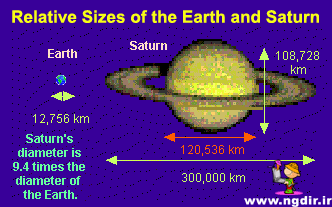 Relative Sizes of the Earth and Saturn
Earth
Saturn
108,728
km
12,756 km
Saturn's
diameter is
9.4 times the
diameter of
the Earth.
120,536 km
300,000 km
www.ngdir.ir